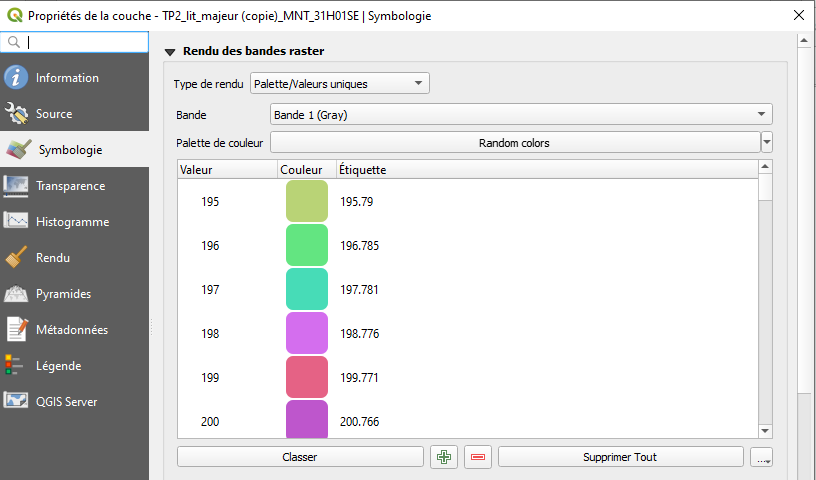 Propriétés de la couche - TP2_lit_majeur (copie)_MNT_31H01SE | Symbologie
Information
Source
Symbologie
Transparence
Histogramme
Rendu
Pyramides
Métadonnées
Légende
QGIS Server
Rendu des bandes raster
Type de rendu Palette/Valeurs uniques
Bande Bande 1 (Gray)
Palette de couleur Random colors
Valeur Couleur Étiquette
195 195.79
196 196.785
197 197.781
198 198.776
199 199.771
200 200.766
Classer Supprimer Tout ...